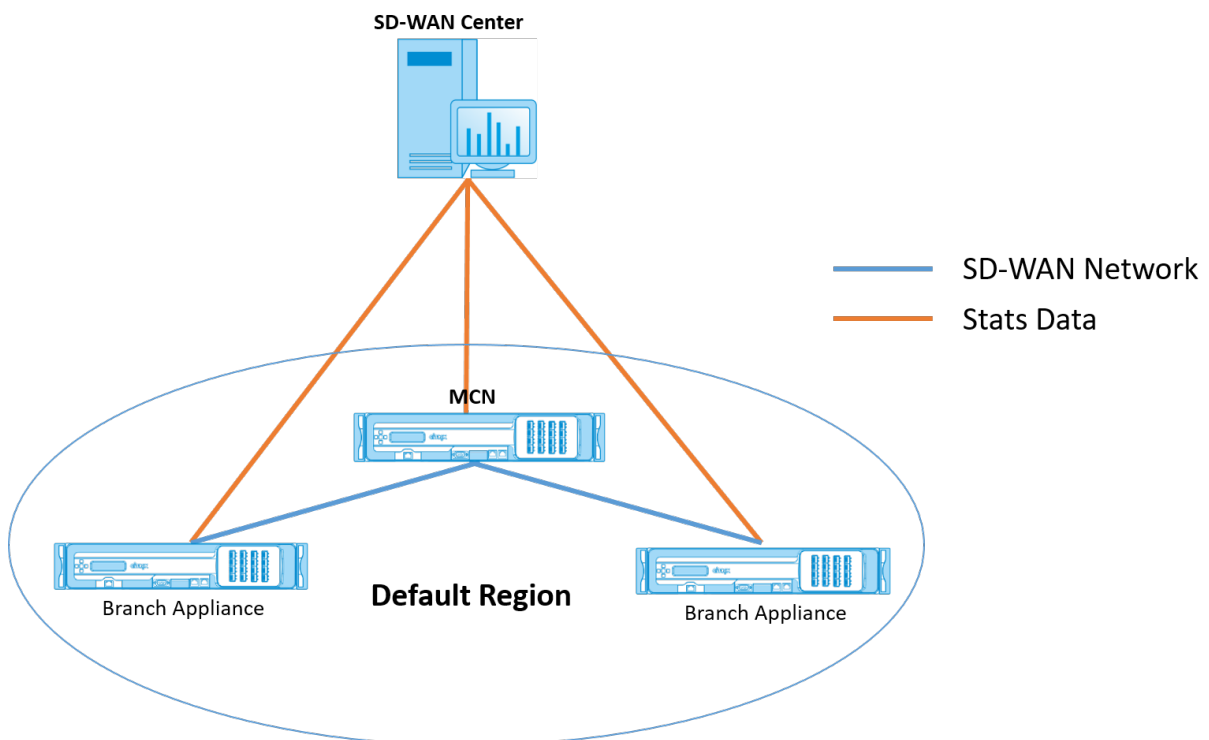 SD-WAN Center
SD-WAN Network
Stats Data
MCN
Branch Appliance
Default Region
Branch Appliance